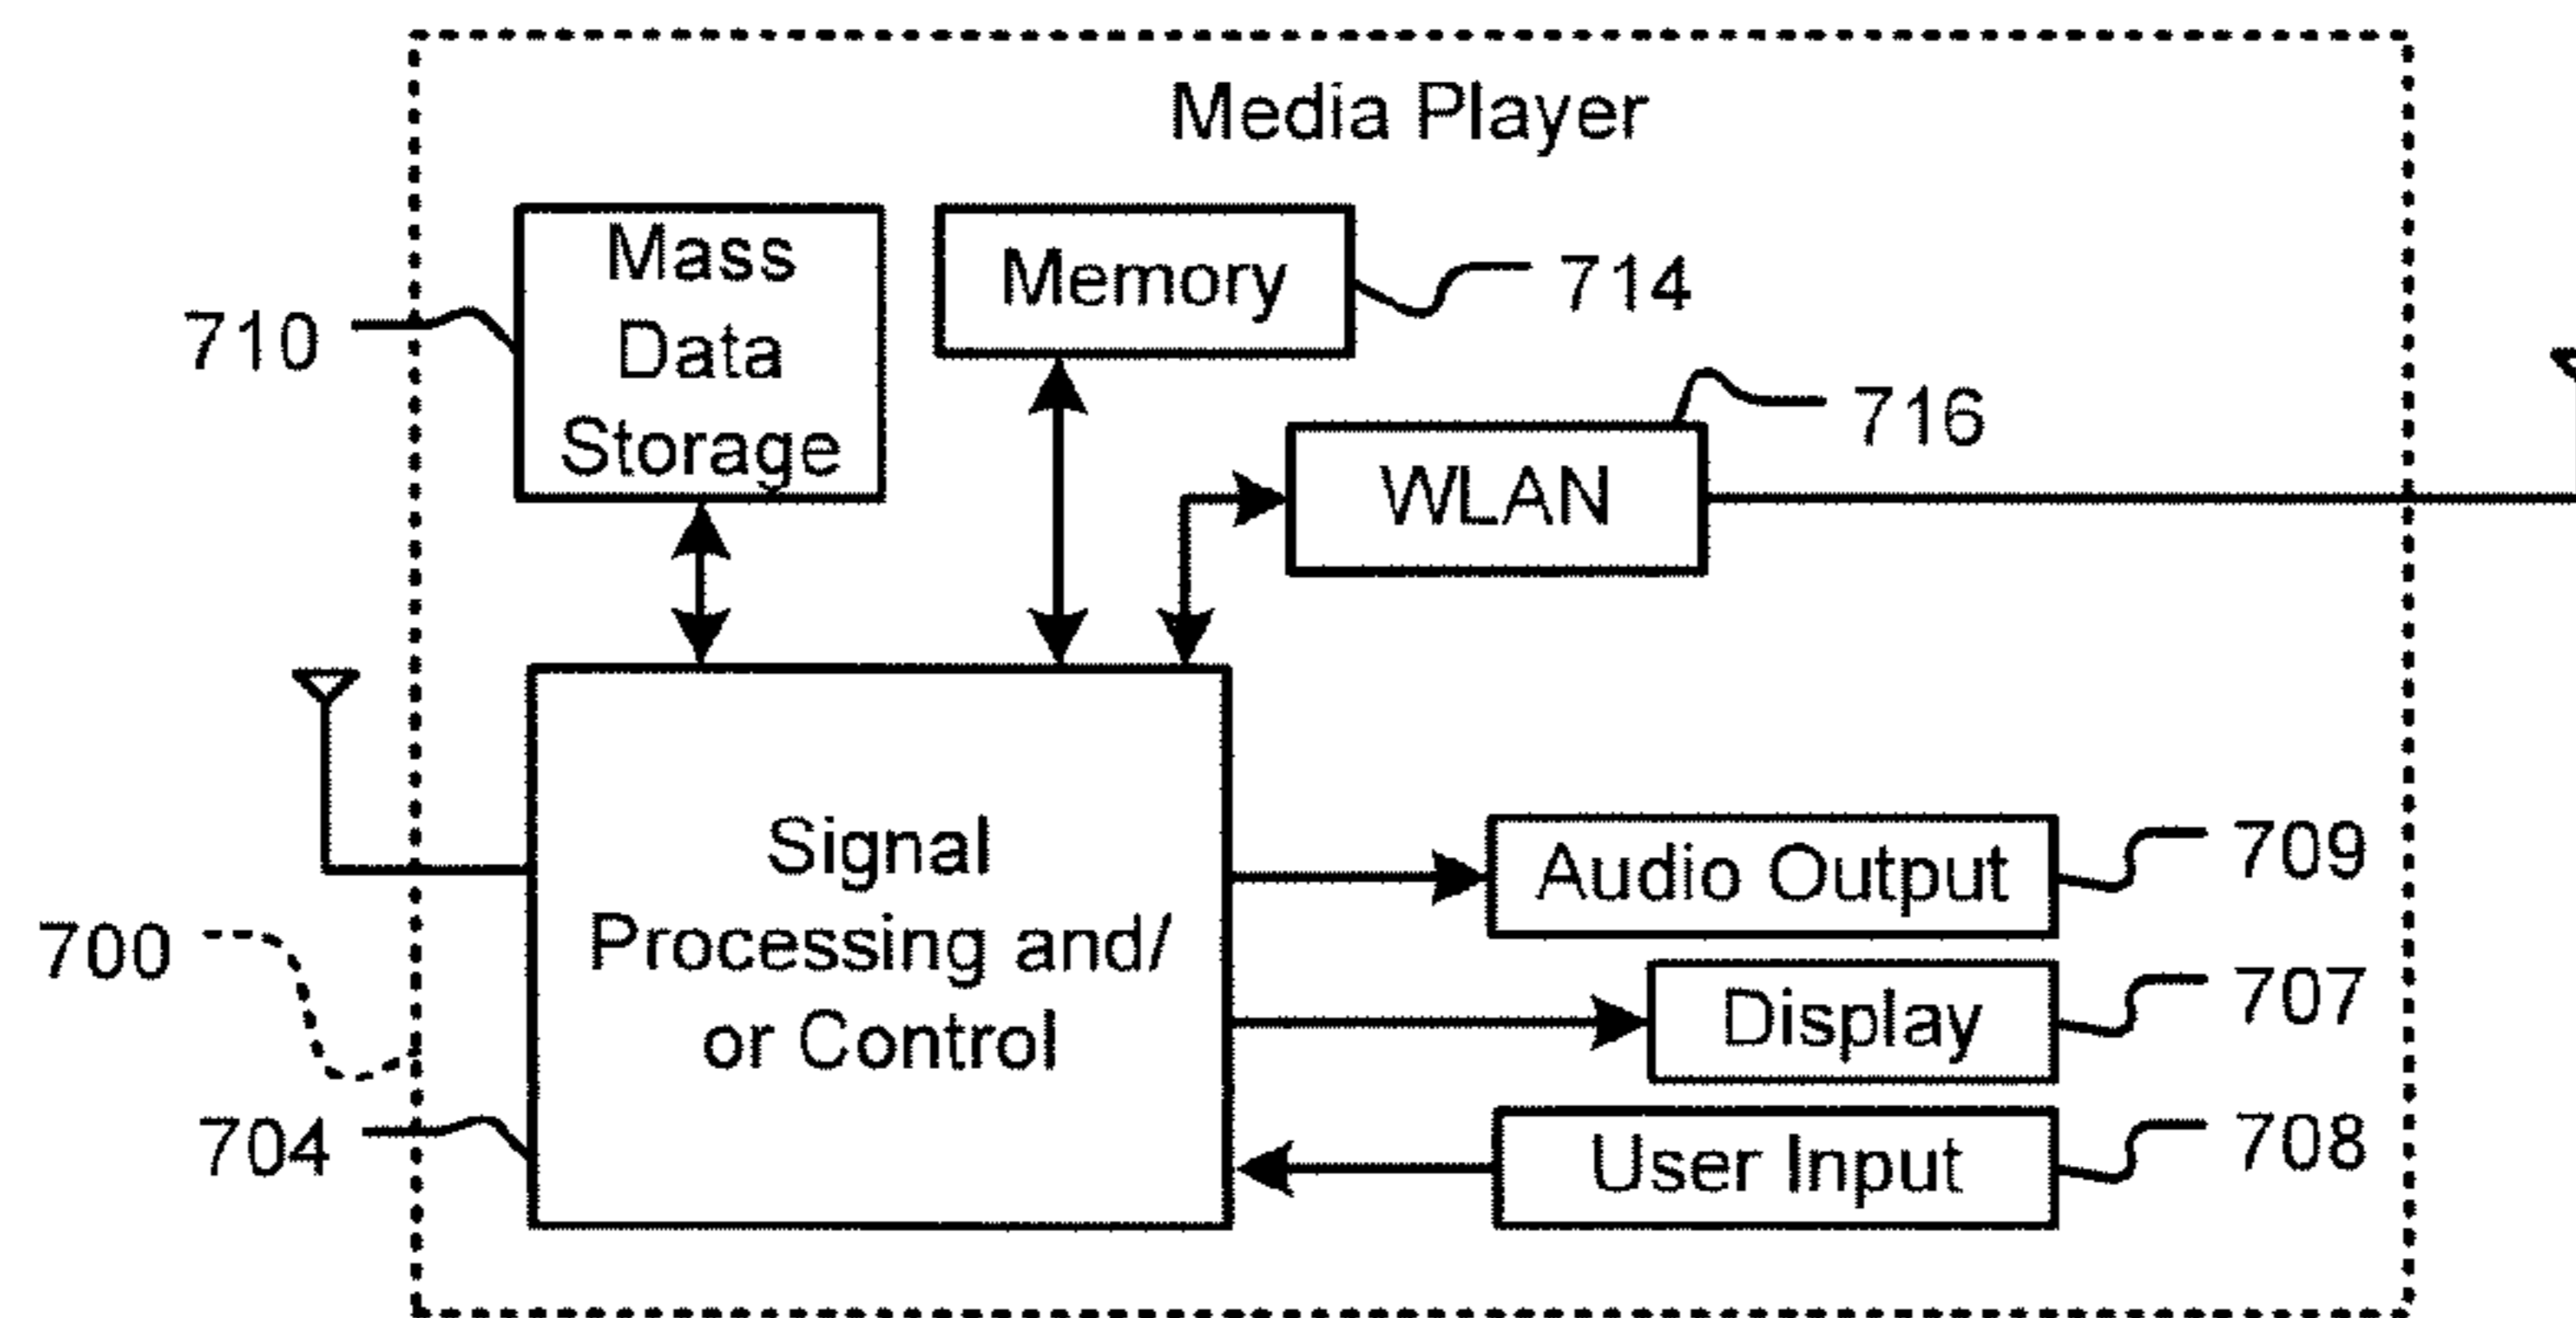 Media Player
Mass
Data
Storage
710
Memory
714
WLAN
716
Signal
Processing and/
or Control
700
704
Audio Output
709
Display
707
User Input
708